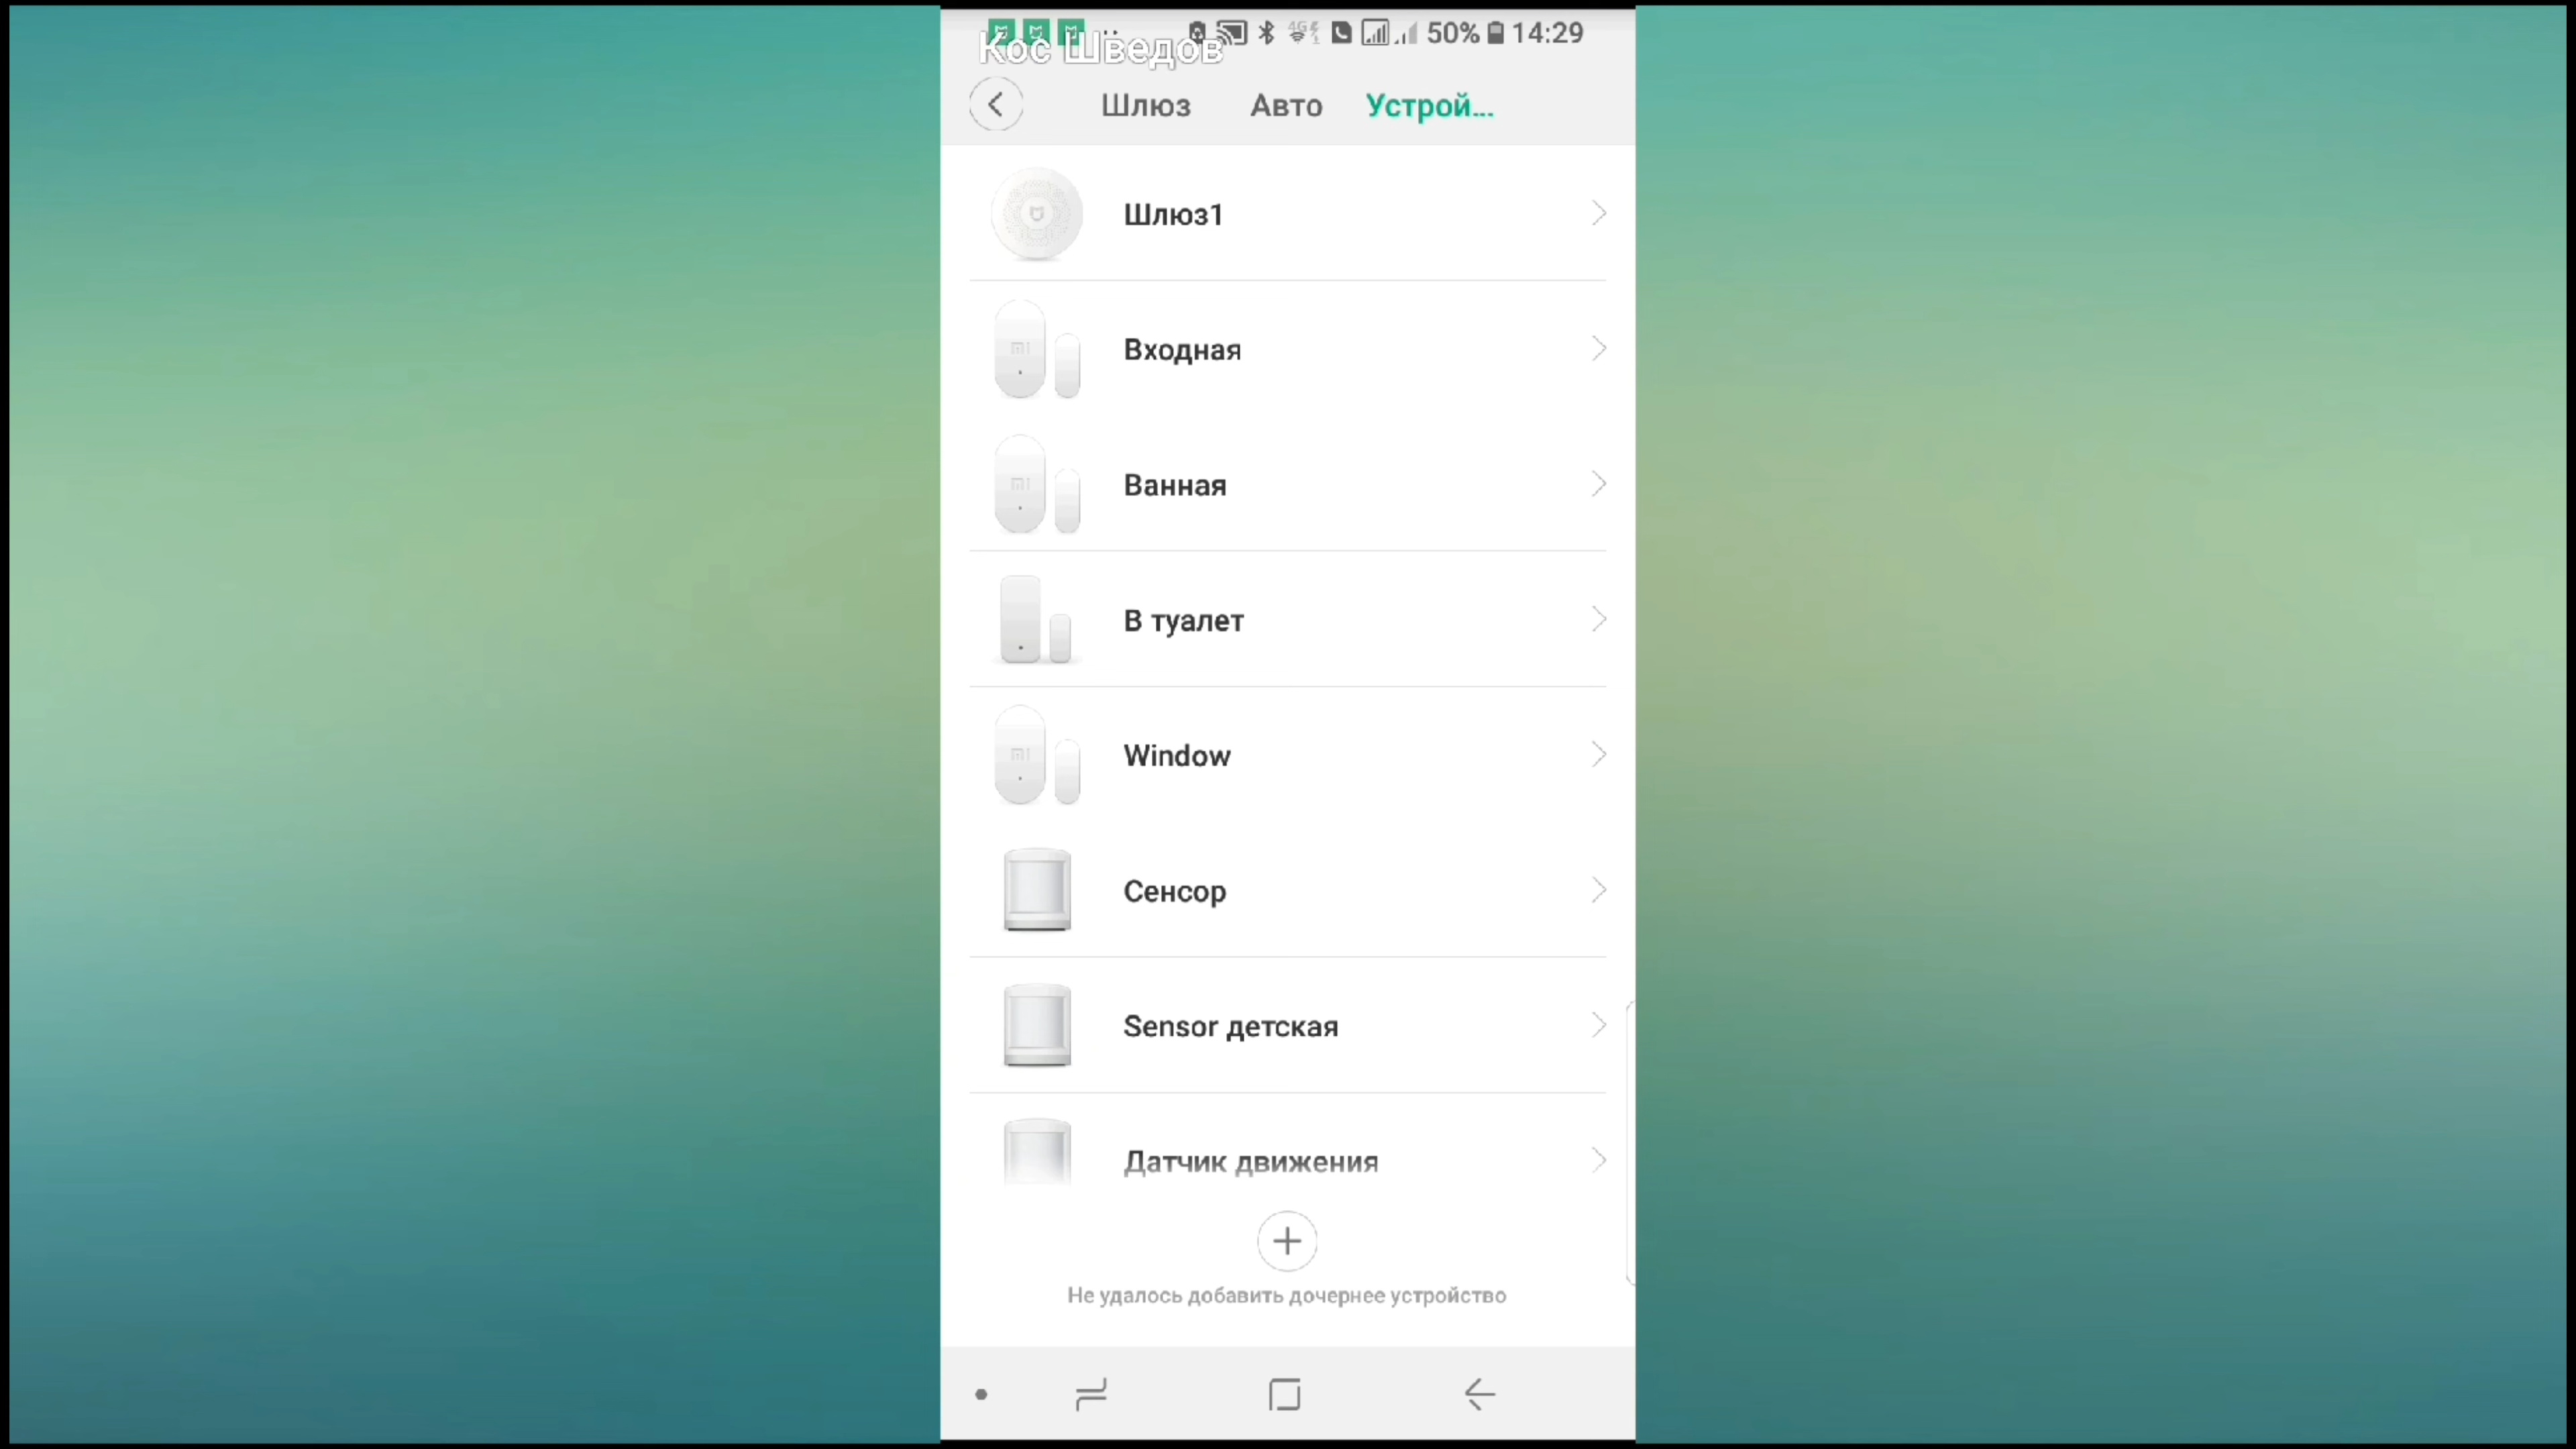 50% 14:29
Кос Шведов
Шлюз Авто Устрой...
Шлюз1
Входная
Ванная
В туалет
Window
Сенсор
Sensor детская
Датчик движения
Не удалось добавить дочернее устройство